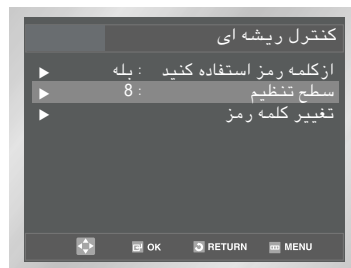 کنترل ریشه ای
ازکلمه رمز استفاده کنید : بله
سطح تنظیم : 8
تغییر کلمه رمز
OK RETURN MENU